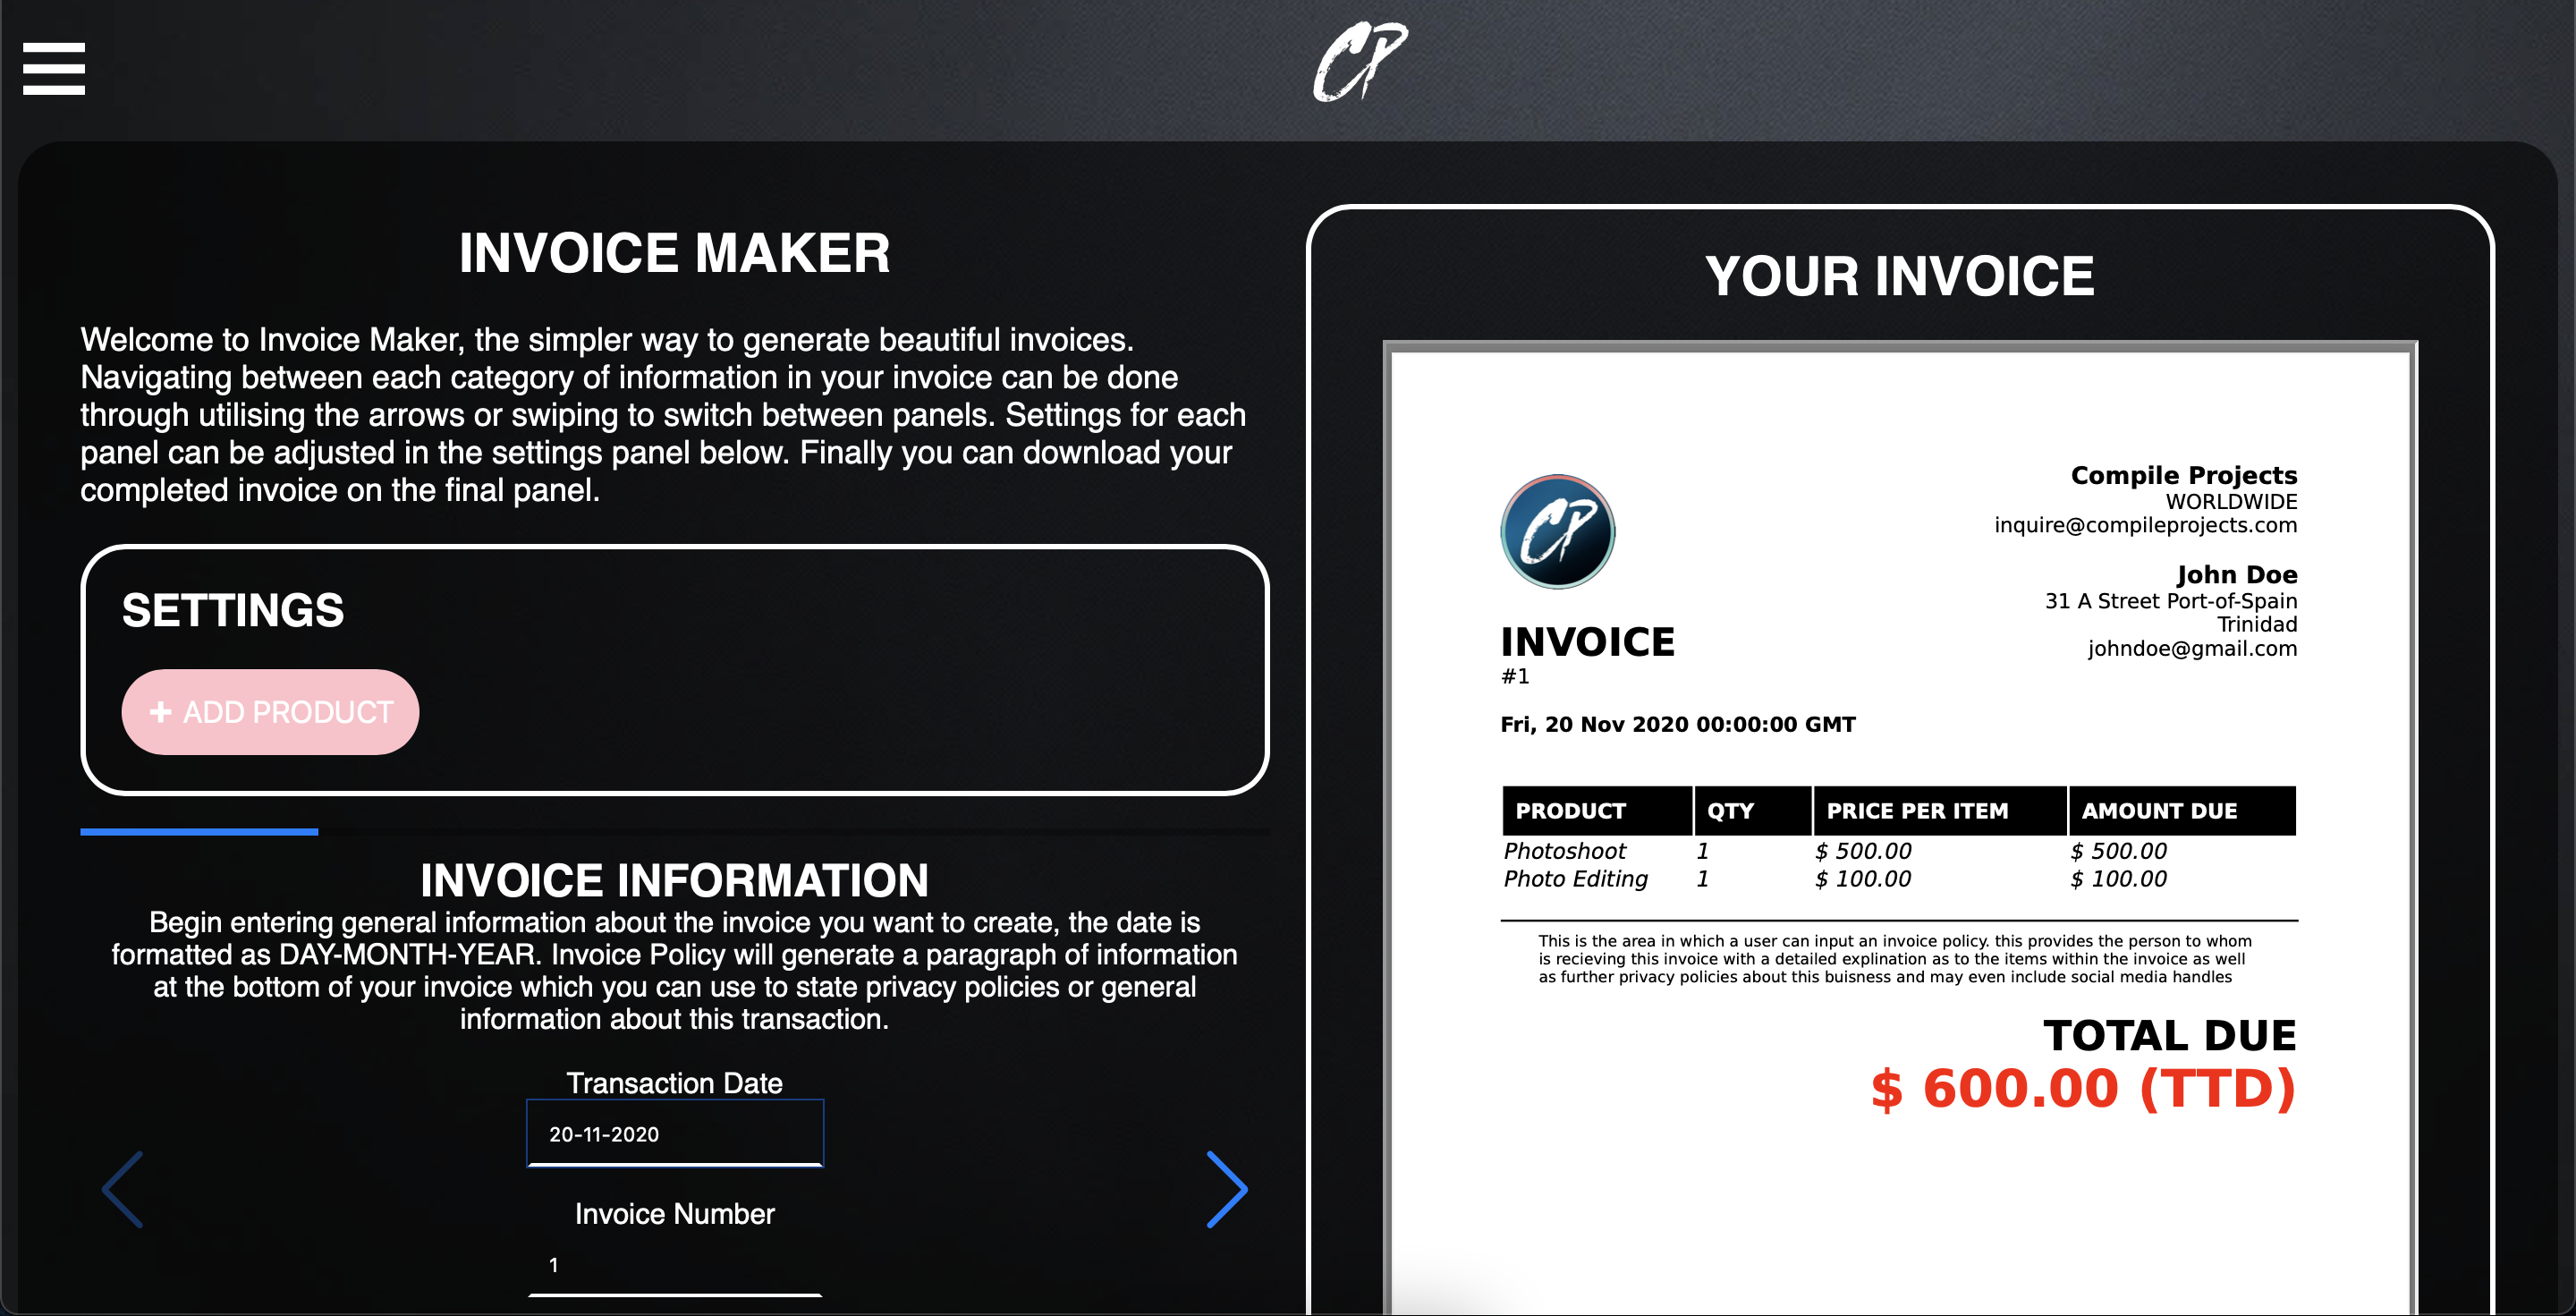 CP
INVOICE MAKER
Welcome to Invoice Maker, the simpler way to generate beautiful invoices.
Navigating between each category of information in your invoice can be done
through utilising the arrows or swiping to switch between panels. Settings for each
panel can be adjusted in the settings panel below. Finally you can download your
completed invoice on the final panel.
SETTINGS
+ ADD PRODUCT
INVOICE INFORMATION
Begin entering general information about the invoice you want to create, the date is
formatted as DAY-MONTH-YEAR. Invoice Policy will generate a paragraph of information
at the bottom of your invoice which you can use to state privacy policies or general
information about this transaction.
Transaction Date
20-11-2020
Invoice Number
1
YOUR INVOICE
CP
Compile Projects
WORLDWIDE
inquire@compileprojects.com
John Doe
31 A Street Port-of-Spain
Trinidad
johndoe@gmail.com
INVOICE
#1
Fri, 20 Nov 2020 00:00:00 GMT
PRODUCT QTY PRICE PER ITEM AMOUNT DUE
Photoshoot 1 $ 500.00 $ 500.00
Photo Editing 1 $ 100.00 $ 100.00
This is the area in which a user can input an invoice policy. this provides the person to whom
is recieving this invoice with a detailed explination as to the items within the invoice as well
as further privacy policies about this buisness and may even include social media handles
TOTAL DUE
$ 600.00 (TTD)